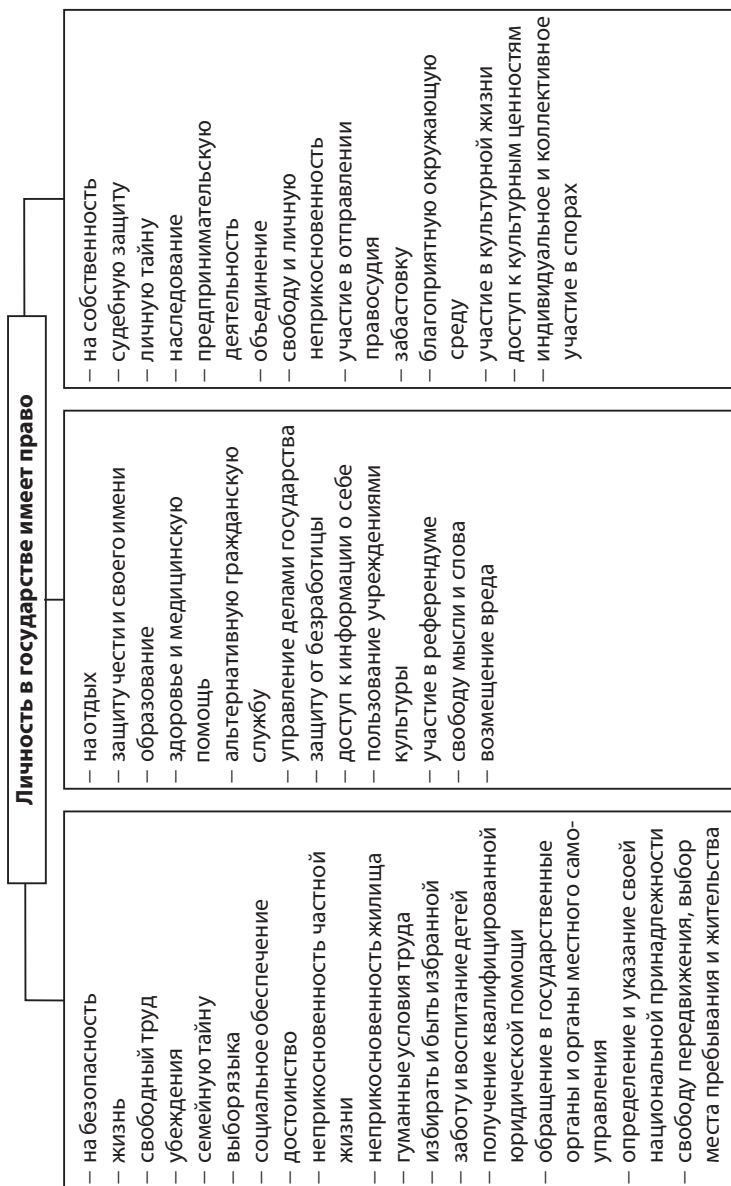 Личность в государстве имеет право
– на безопасность
– жизнь
– свободный труд
– убеждения
– семейную тайну
– выбор языка
– социальное обеспечение
– достоинство
– неприкосновенность частной
жизни
– неприкосновенность жилища
– гуманные условия труда
– избирать и быть избранной
– заботу и воспитание детей
– получение квалифицированной
юридической помощи
– обращение в государственные
органы и органы местного само-
управления
– определение и указание своей
национальной принадлежности
– свободу передвижения, выбор
места пребывания и жительства
– на отдых
– защиту чести и своего имени
– образование
– здоровье и медицинскую
помощь
– альтернативную гражданскую
службу
– управление делами государства
– защиту от безработицы
– доступ к информации о себе
– пользование учреждениями
культуры
– участие в референдуме
– свободу мысли и слова
– возмещение вреда
– на собственность
– судебную защиту
– личную тайну
– наследование
– предпринимательскую
деятельность
– объединение
– свободу и личную
неприкосновенность
– участие в отправлении
правосудия
– забастовку
– благоприятную окружающую
среду
– участие в культурной жизни
– доступ к культурным ценностям
– индивидуальное и коллективное
участие в спорах